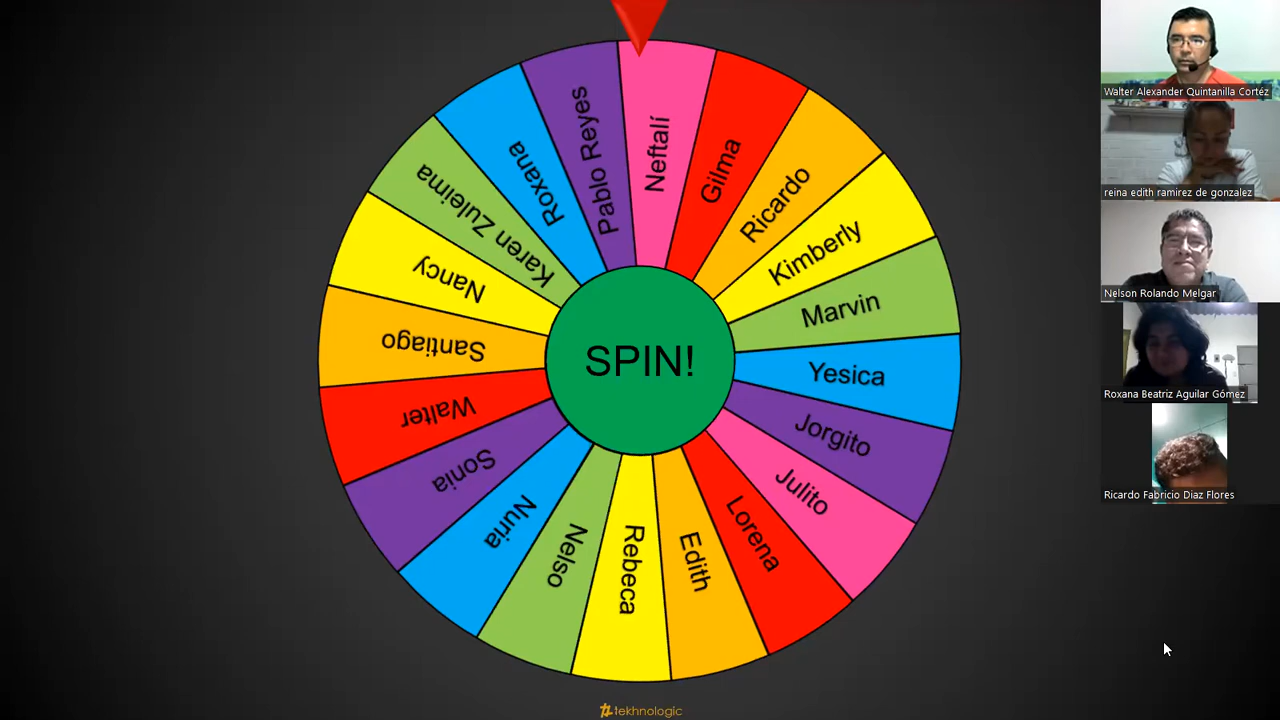 Neftalí
Gilma
Ricardo
Kimberly
Marvin
Yesica
Jorgito
Julito
Lorena
Edith
Rebeca
Nelso
Nuria
Sonia
Walter
Santiago
Nancy
Karen Zuleima
Roxana
Pablo Reyes
SPIN!
tekhnologic
Walter Alexander Quintanilla Cortéz
reina edith ramirez de gonzalez
Nelson Rolando Melgar
Roxana Beatriz Aguilar Gómez
Ricardo Fabricio Diaz Flores